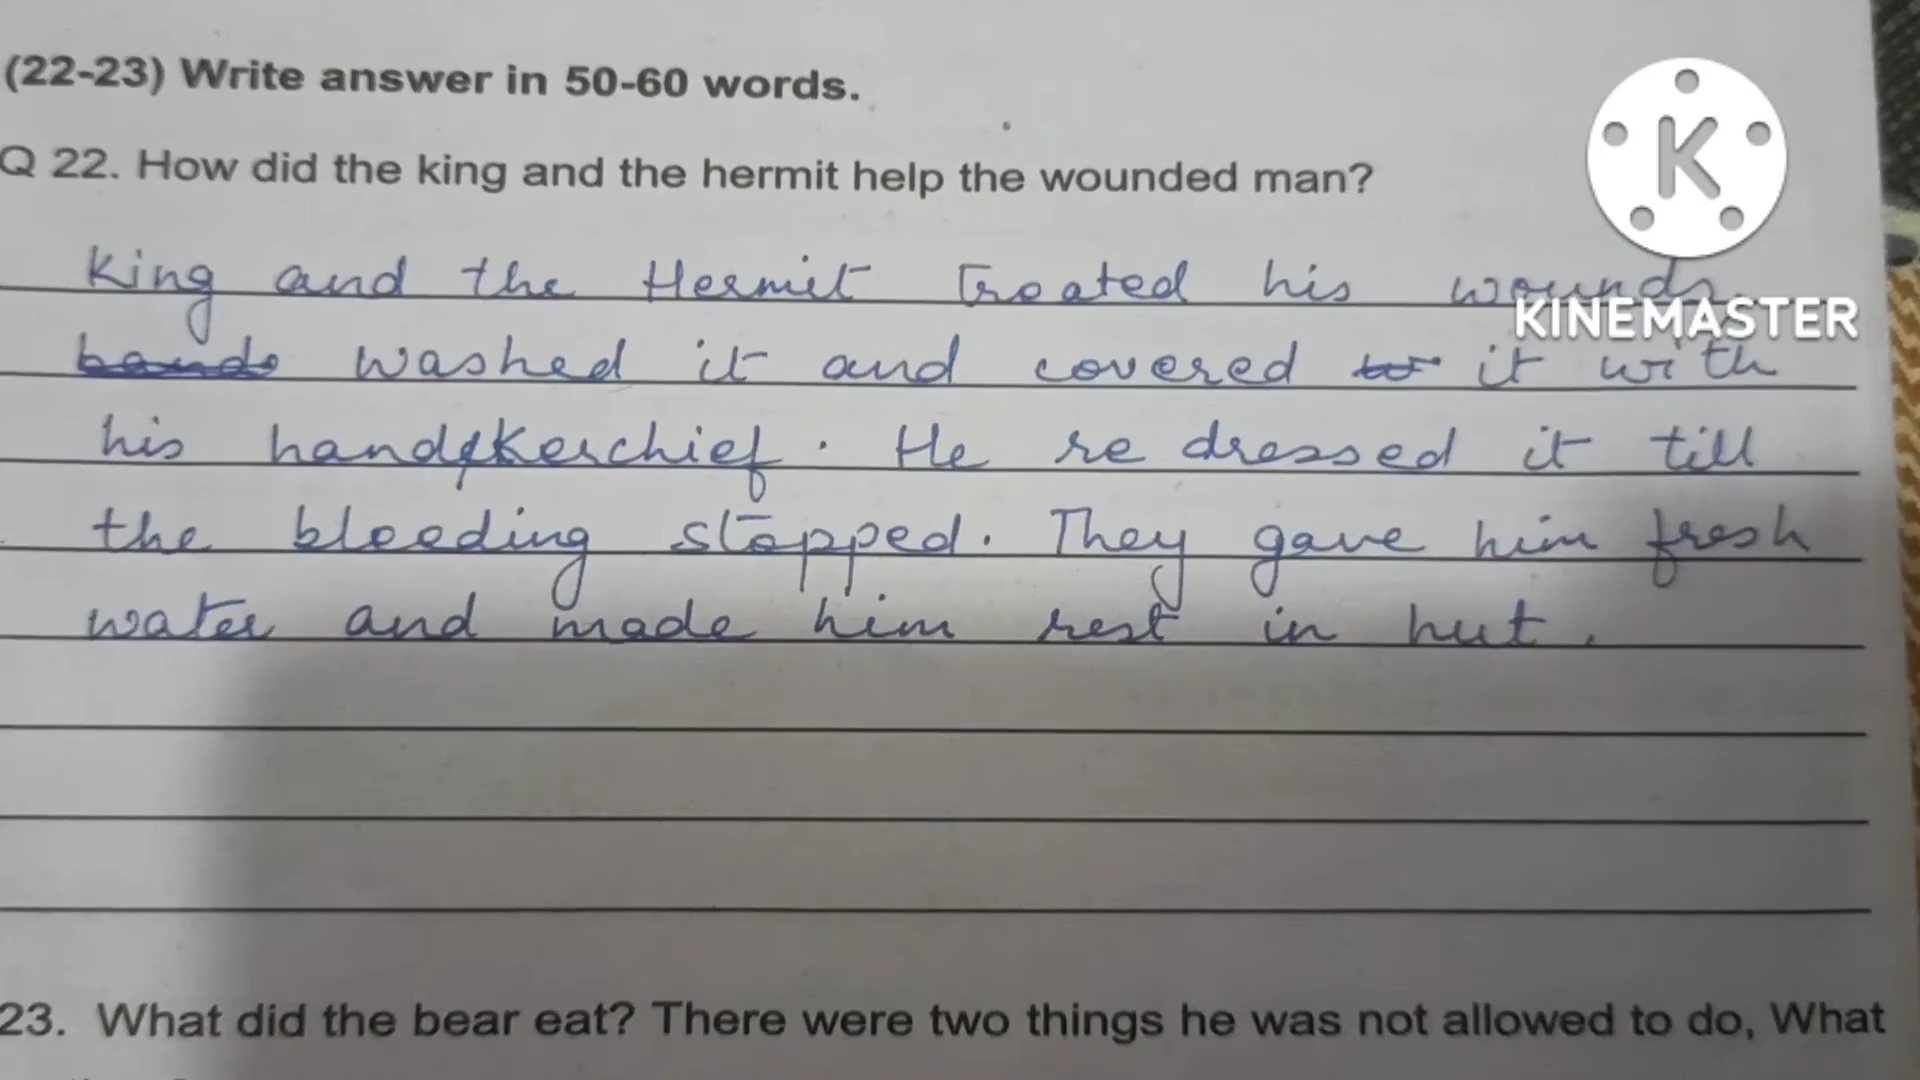 (22-23) Write answer in 50-60 words.
Q 22. How did the king and the hermit help the wounded man?
K
King and the Hermit treated his wounds.
KINEMASTER
washed it and covered it with
his handkerchief. He re dressed it till
the bleeding stopped. They gave him fresh
water and made him rest in hut.
23. What did the bear eat? There were two things he was not allowed to do, What